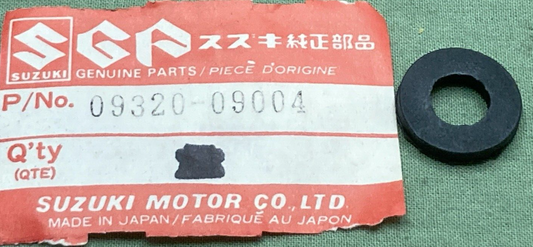 SGP スズキ純正部品
SUZUKI GENUINE PARTS/PIECE D'ORIGINE
P/No. 09320-09004
Q'ty
(QTE)
SUZUKI MOTOR CO.,LTD.
MADE IN JAPAN/FABRIQUÉ AU JAPON